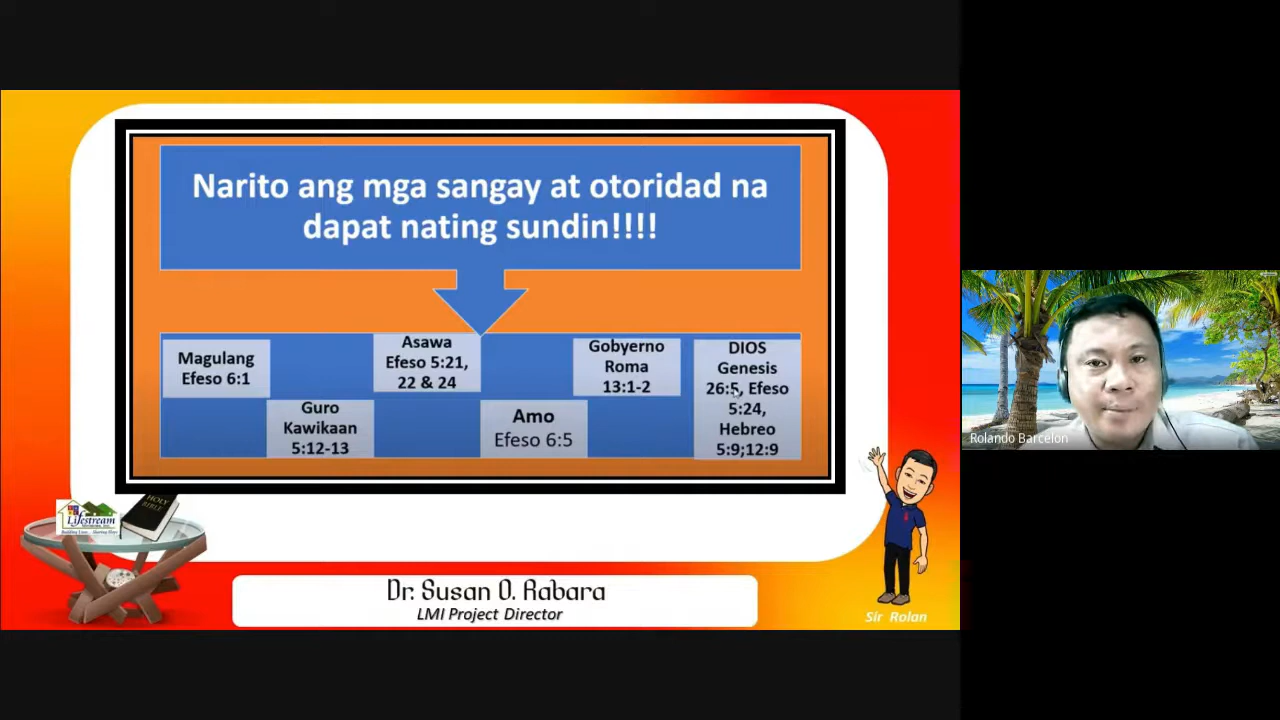 Narito ang mga sangay at otoridad na
dapat nating sundin!!!!
Magulang
Efeso 6:1
Guro
Kawikaan
5:12-13
Asawa
Efeso 5:21,
22 & 24
Amo
Efeso 6:5
Gobyerno
Roma
13:1-2
DIOS
Genesis
26:5, Efeso
5:24,
Hebreo
5:9;12:9
Lifestream
HOLY
BIBLE
Dr. Susan O. Rabara
LMI Project Director
Sir Rolan
Rolando Barcelon